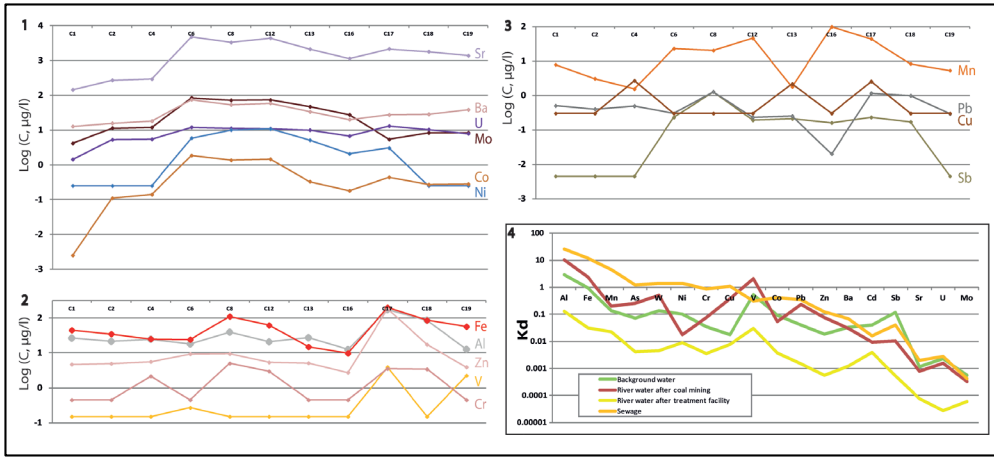 1
4
3
2
1
0
-1
-2
-3
Log (C, µg/l)
C1 C2 C4 C6 C8 C12 C13 C16 C17 C18 C19
Sr
Ba
U
Mo
Co
Ni
2
2
1
0
-1
Log (C, µg/l)
C1 C2 C4 C6 C8 C12 C13 C16 C18 C19
Fe
Al
Zn
V
Cr
3
2
1
0
-1
-2
-3
Log (C, µg/l)
C1 C2 C4 C6 C8 C12 C13 C16 C17 C18 C19
Mn
Pb
Cu
Sb
4
100
10
1
0.1
0.01
0.001
0.0001
0.00001
Kd
Al Fe Mn As W Ni Cr Cu V Co Pb Zn Ba Cd Sb Sr U Mo
Background water
River water after coal mining
River water after treatment facility
Sewage